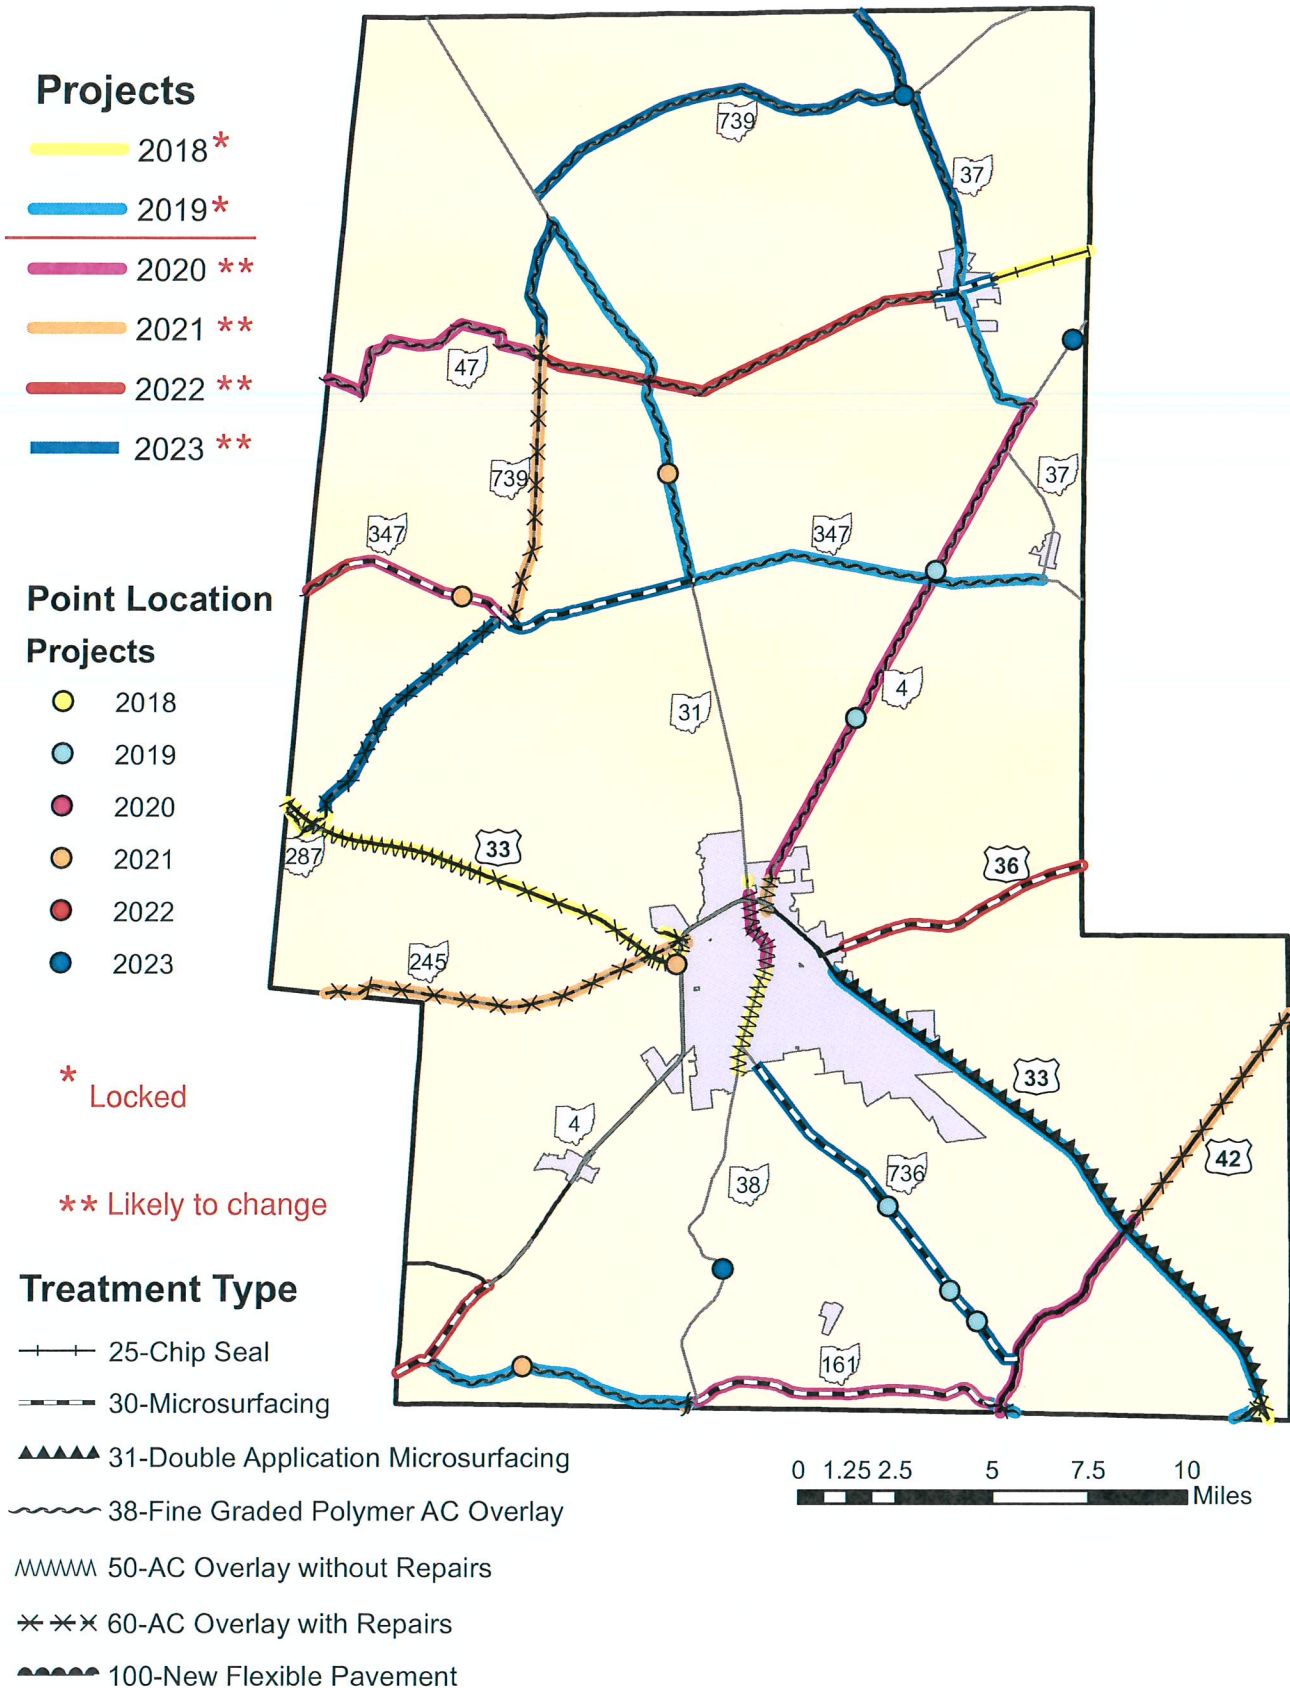 Projects
2018*
2019*
2020 **
2021 **
2022 **
2023 **
Point Location
Projects
2018
2019
2020
2021
2022
2023
* Locked
** Likely to change
Treatment Type
25-Chip Seal
30-Microsurfacing
31-Double Application Microsurfacing
38-Fine Graded Polymer AC Overlay
50-AC Overlay without Repairs
60-AC Overlay with Repairs
100-New Flexible Pavement
739
37
47
739
37
347
347
31
4
33
287
36
245
33
4
42
38
736
161
0 1.25 2.5 5 7.5 10
Miles